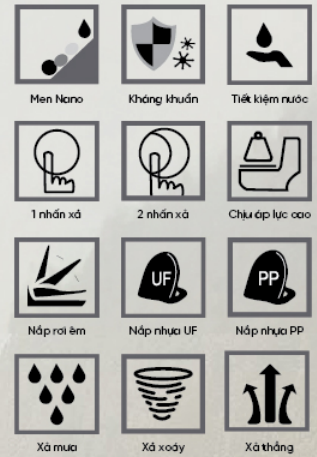 Men Nano
Kháng khuẩn
Tiết kiệm nước
1 nhấn xả
2 nhấn xả
Chịu áp lực cao
UF
PP
Nắp rơi êm
Nắp nhựa UF
Nắp nhựa PP
Xả mưa
Xả xoáy
Xả thẳng